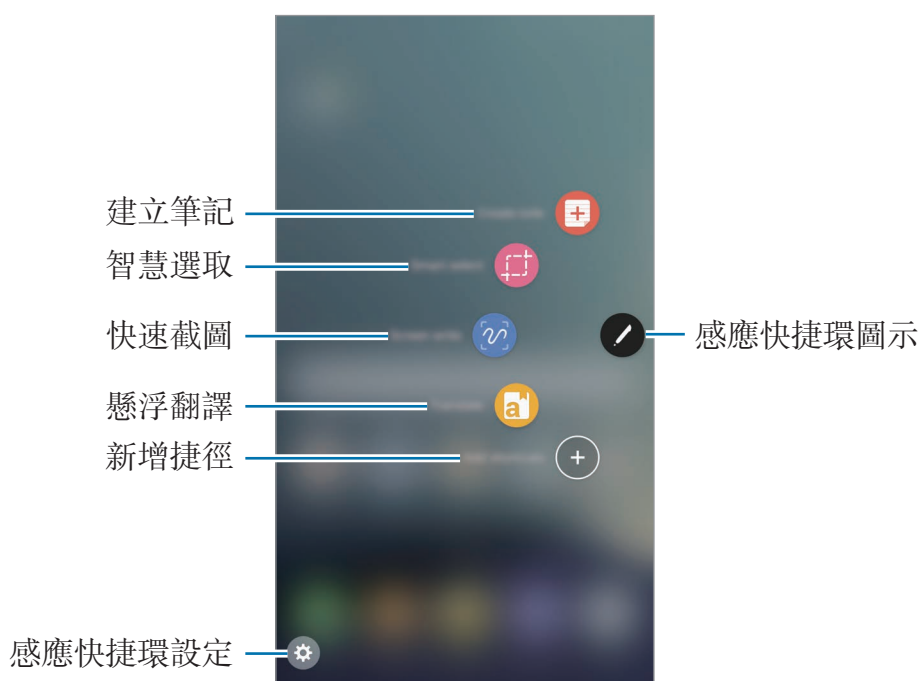 建立筆記
智慧選取
快速截圖
感應快捷環圖示
懸浮翻譯
新增捷徑
感應快捷環設定